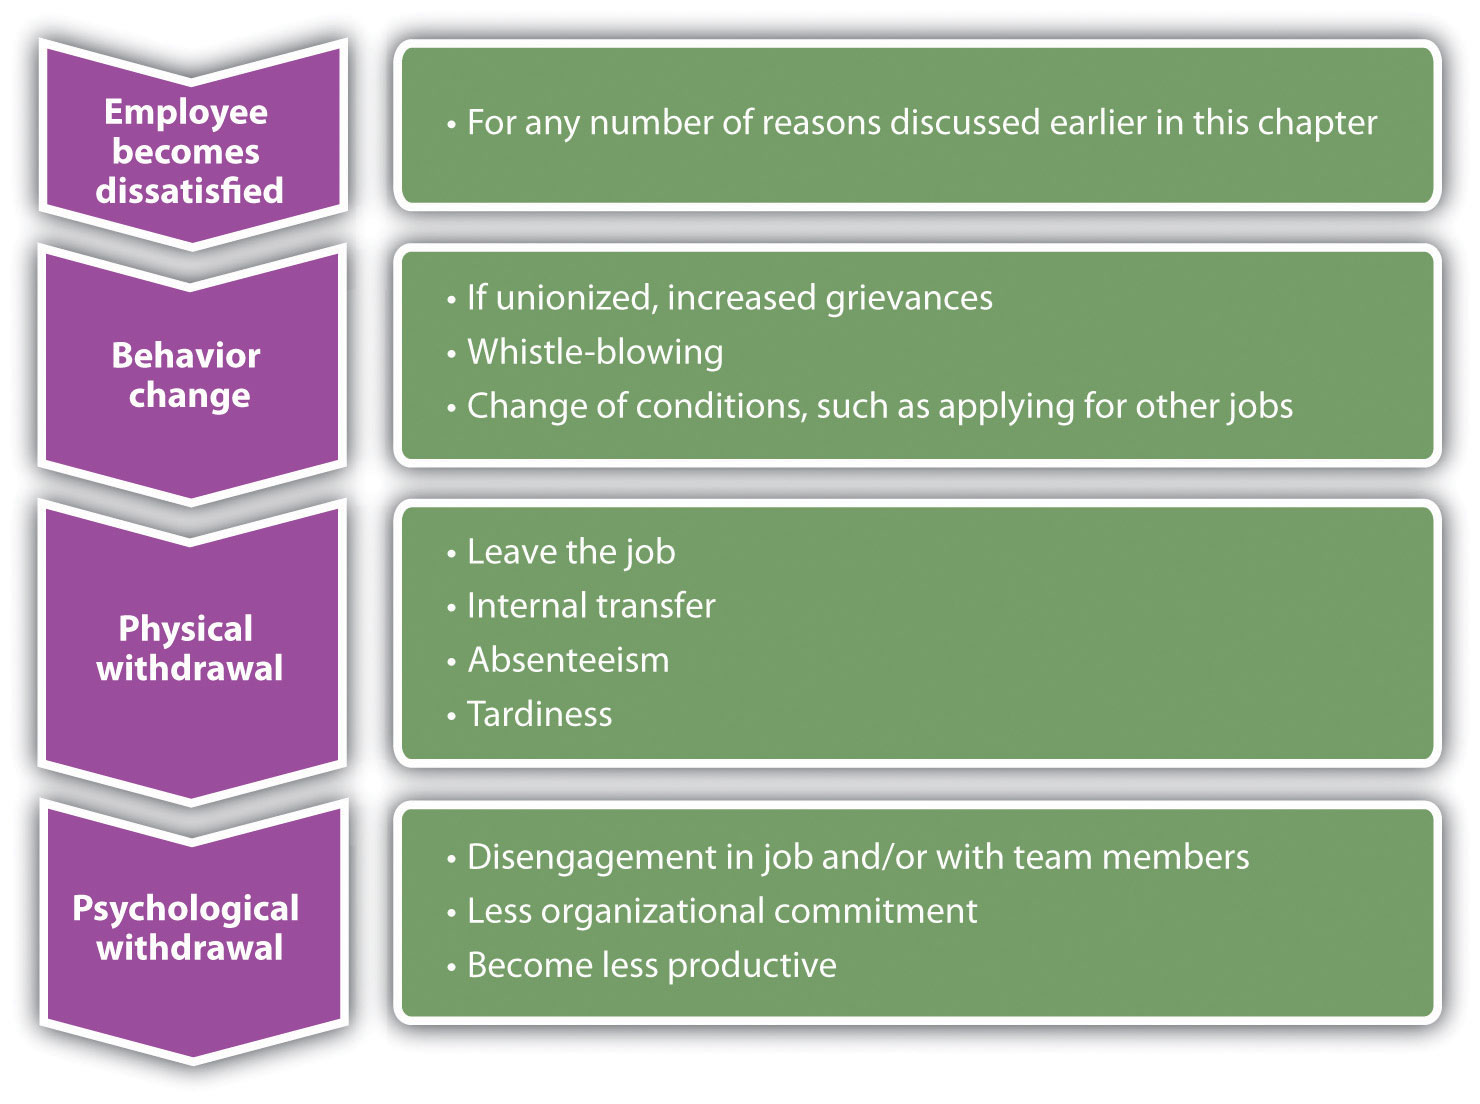 Employee
becomes
dissatisfied
• For any number of reasons discussed earlier in this chapter
Behavior
change
• If unionized, increased grievances
• Whistle-blowing
• Change of conditions, such as applying for other jobs
Physical
withdrawal
• Leave the job
• Internal transfer
• Absenteeism
• Tardiness
Psychological
withdrawal
• Disengagement in job and/or with team members
• Less organizational commitment
• Become less productive